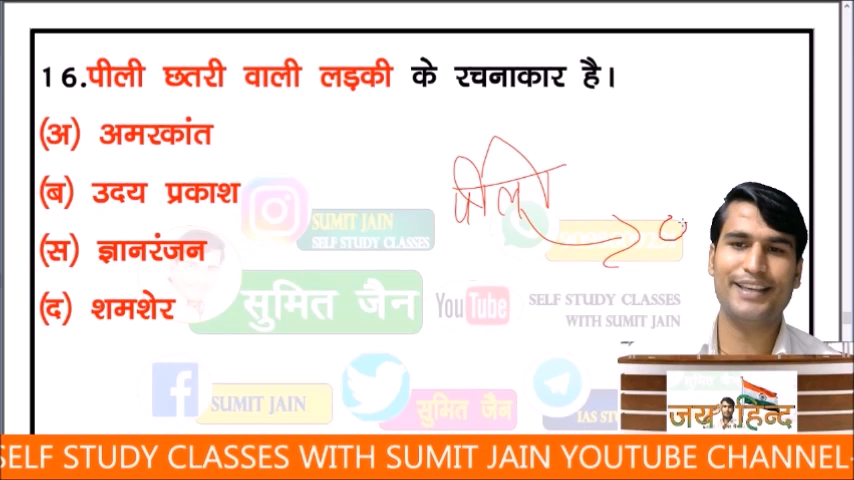 16.पीली छतरी वाली लड़की के रचनाकार है।
(अ) अमरकांत
(ब) उदय प्रकाश
(स) ज्ञानरंजन
(द) शमशेर
पीली
SUMIT JAIN
SELF STUDY CLASSES
सुमित जैन
YouTube
SELF STUDY CLASSES
WITH SUMIT JAIN
SUMIT JAIN
सुमित जैन
IAS
जय हिन्द
SELF STUDY CLASSES WITH SUMIT JAIN YOUTUBE CHANNEL-